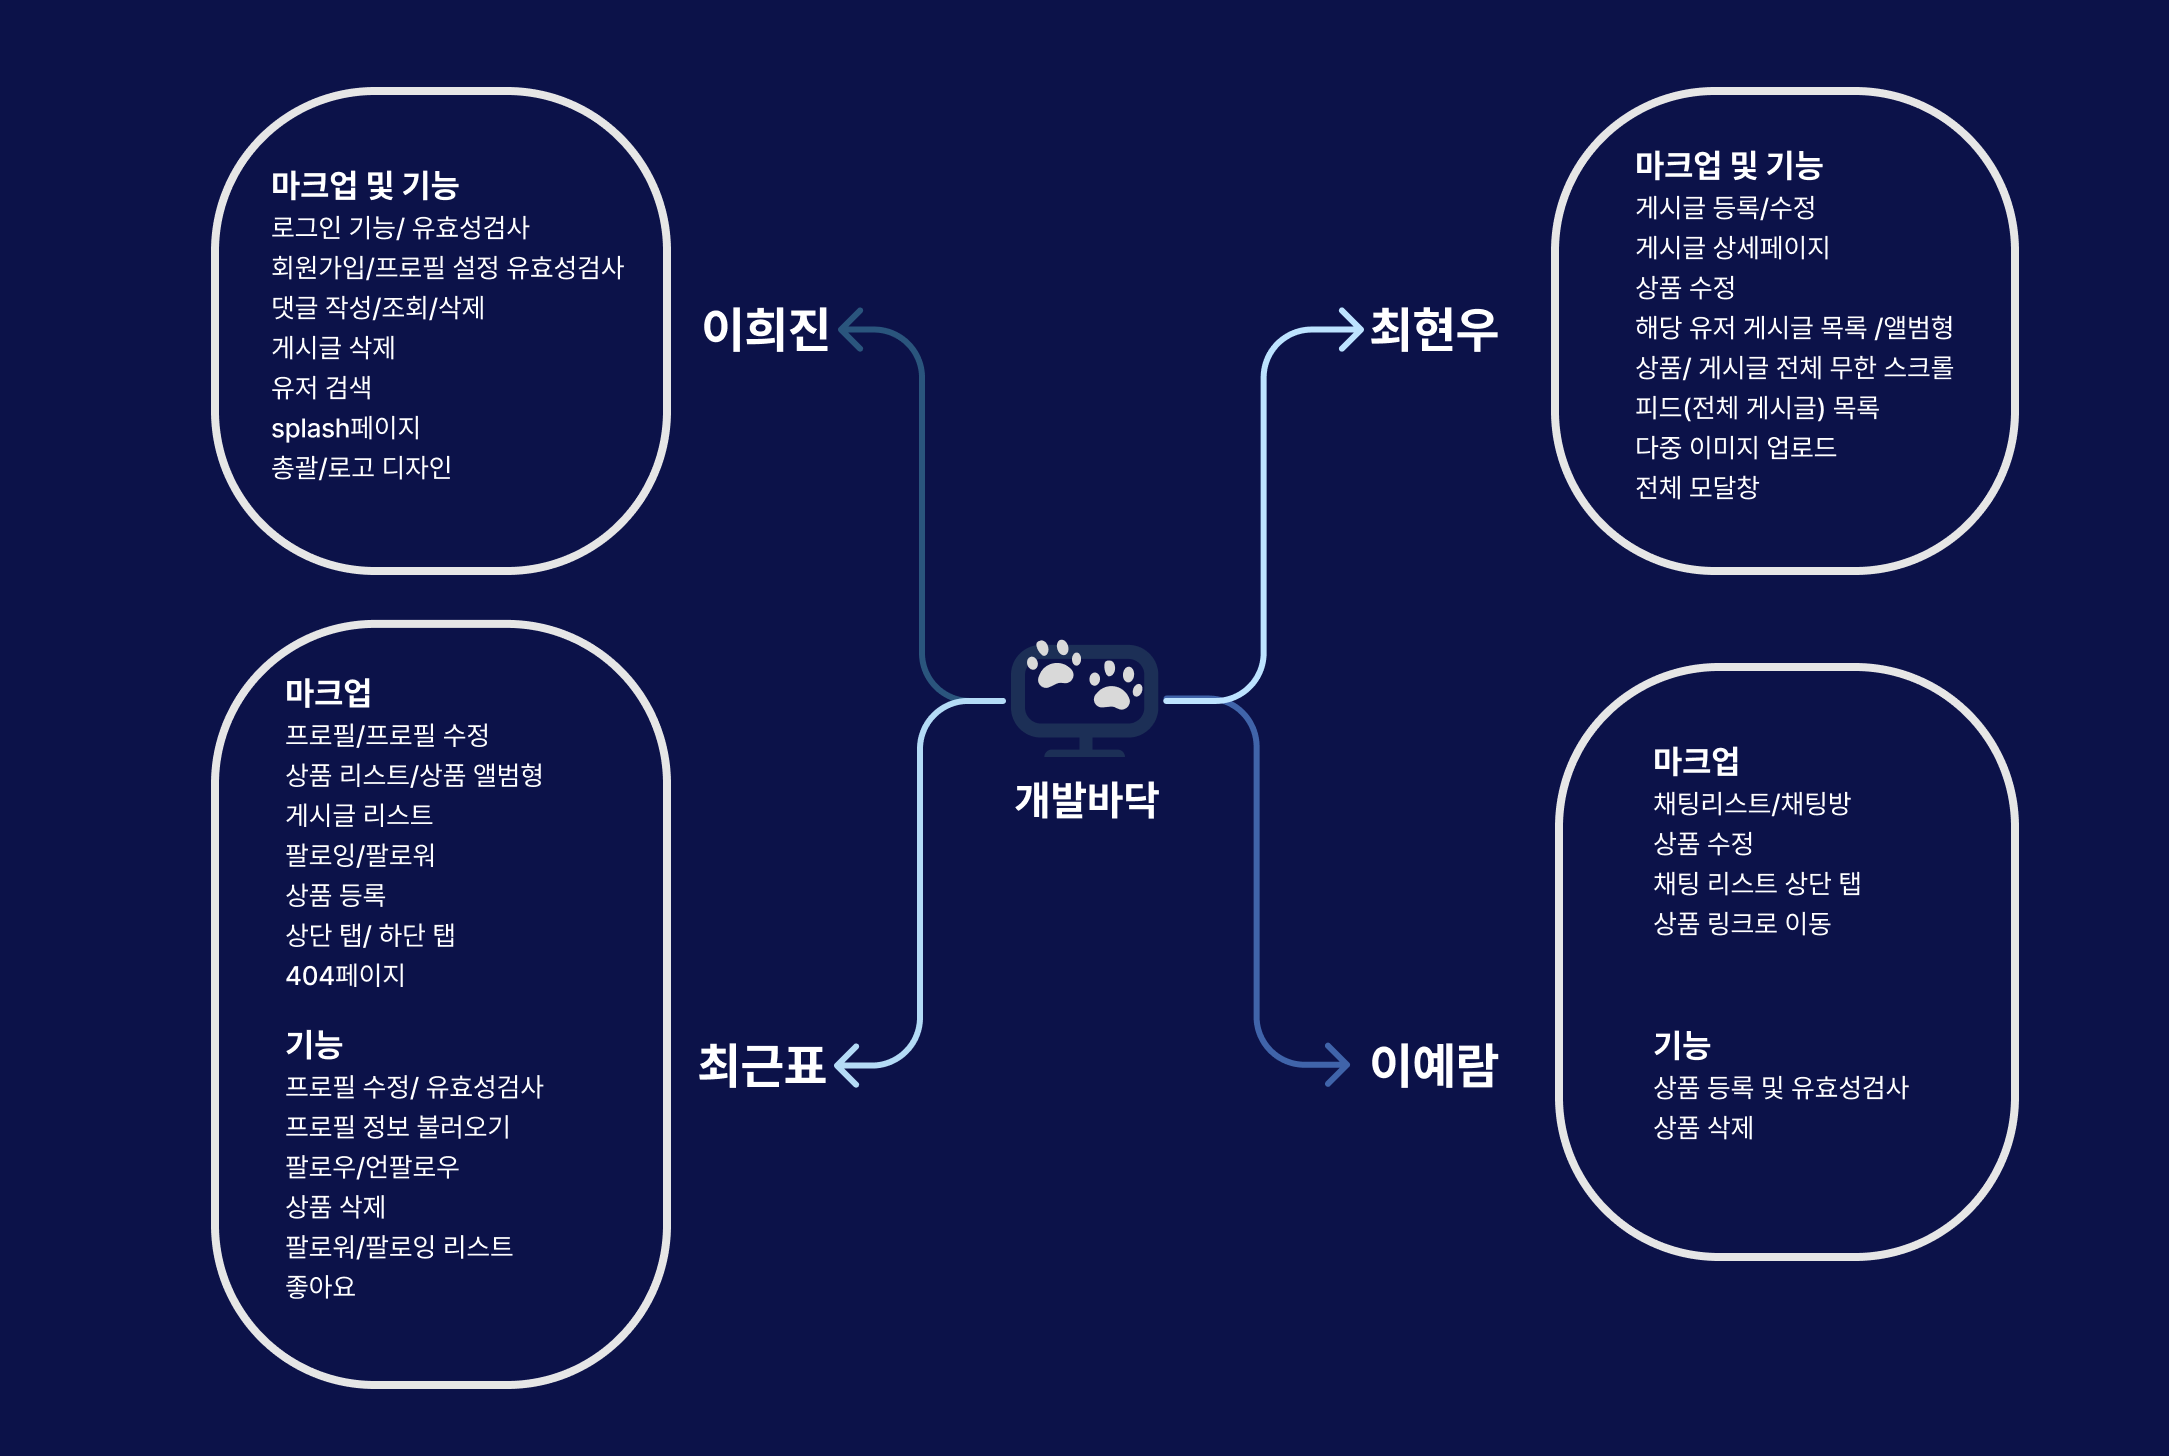 마크업 및 기능
로그인 기능/ 유효성검사
회원가입/프로필 설정 유효성검사
댓글 작성/조회/삭제
게시글 삭제
유저 검색
splash페이지
총괄/로고 디자인
이희진
최현우
마크업 및 기능
게시글 등록/수정
게시글 상세페이지
상품 수정
해당 유저 게시글 목록 /앨범형
상품/ 게시글 전체 무한 스크롤
피드(전체 게시글) 목록
다중 이미지 업로드
전체 모달창
개발바닥
마크업
프로필/프로필 수정
상품 리스트/상품 앨범형
게시글 리스트
팔로잉/팔로워
상품 등록
상단 탭/ 하단 탭
404페이지
기능
프로필 수정/ 유효성검사
프로필 정보 불러오기
팔로우/언팔로우
상품 삭제
팔로워/팔로잉 리스트
좋아요
최근표
이예람
마크업
채팅리스트/채팅방
상품 수정
채팅 리스트 상단 탭
상품 링크로 이동
기능
상품 등록 및 유효성검사
상품 삭제